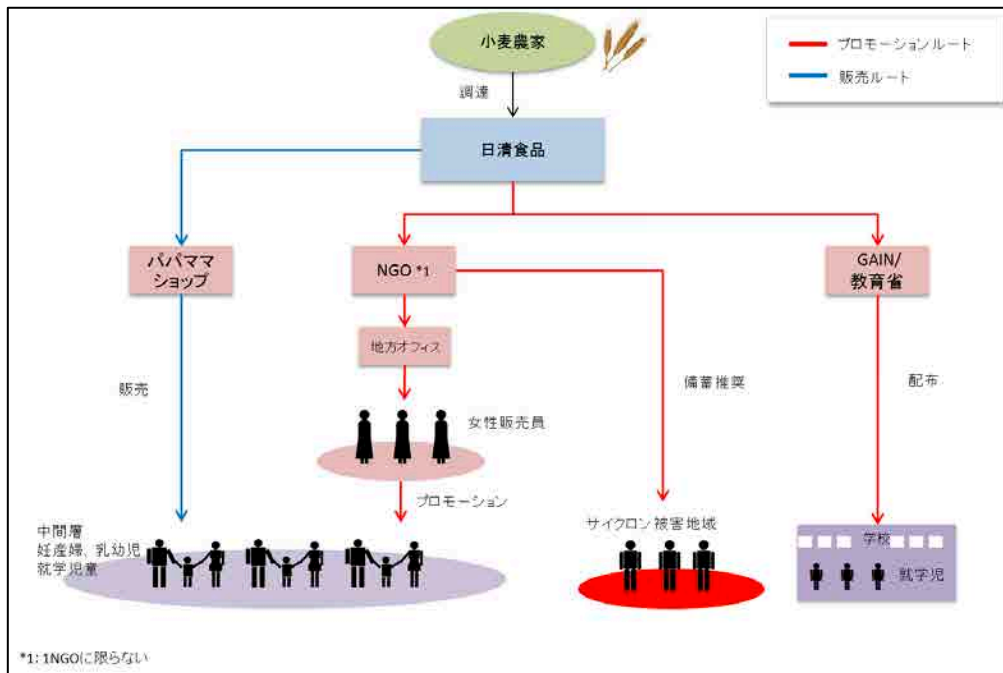 小麦農家
プロモーションルート
販売ルート
調達
日清食品
パパママ
ショップ
NGO *1
GAIN/
教育省
地方オフィス
販売
備蓄推奨
配布
女性販売員
プロモーション
サイクロン被害地域
中間層
妊産婦、乳幼児
就学児童
学校
就学児
*1: 1NGOに限らない